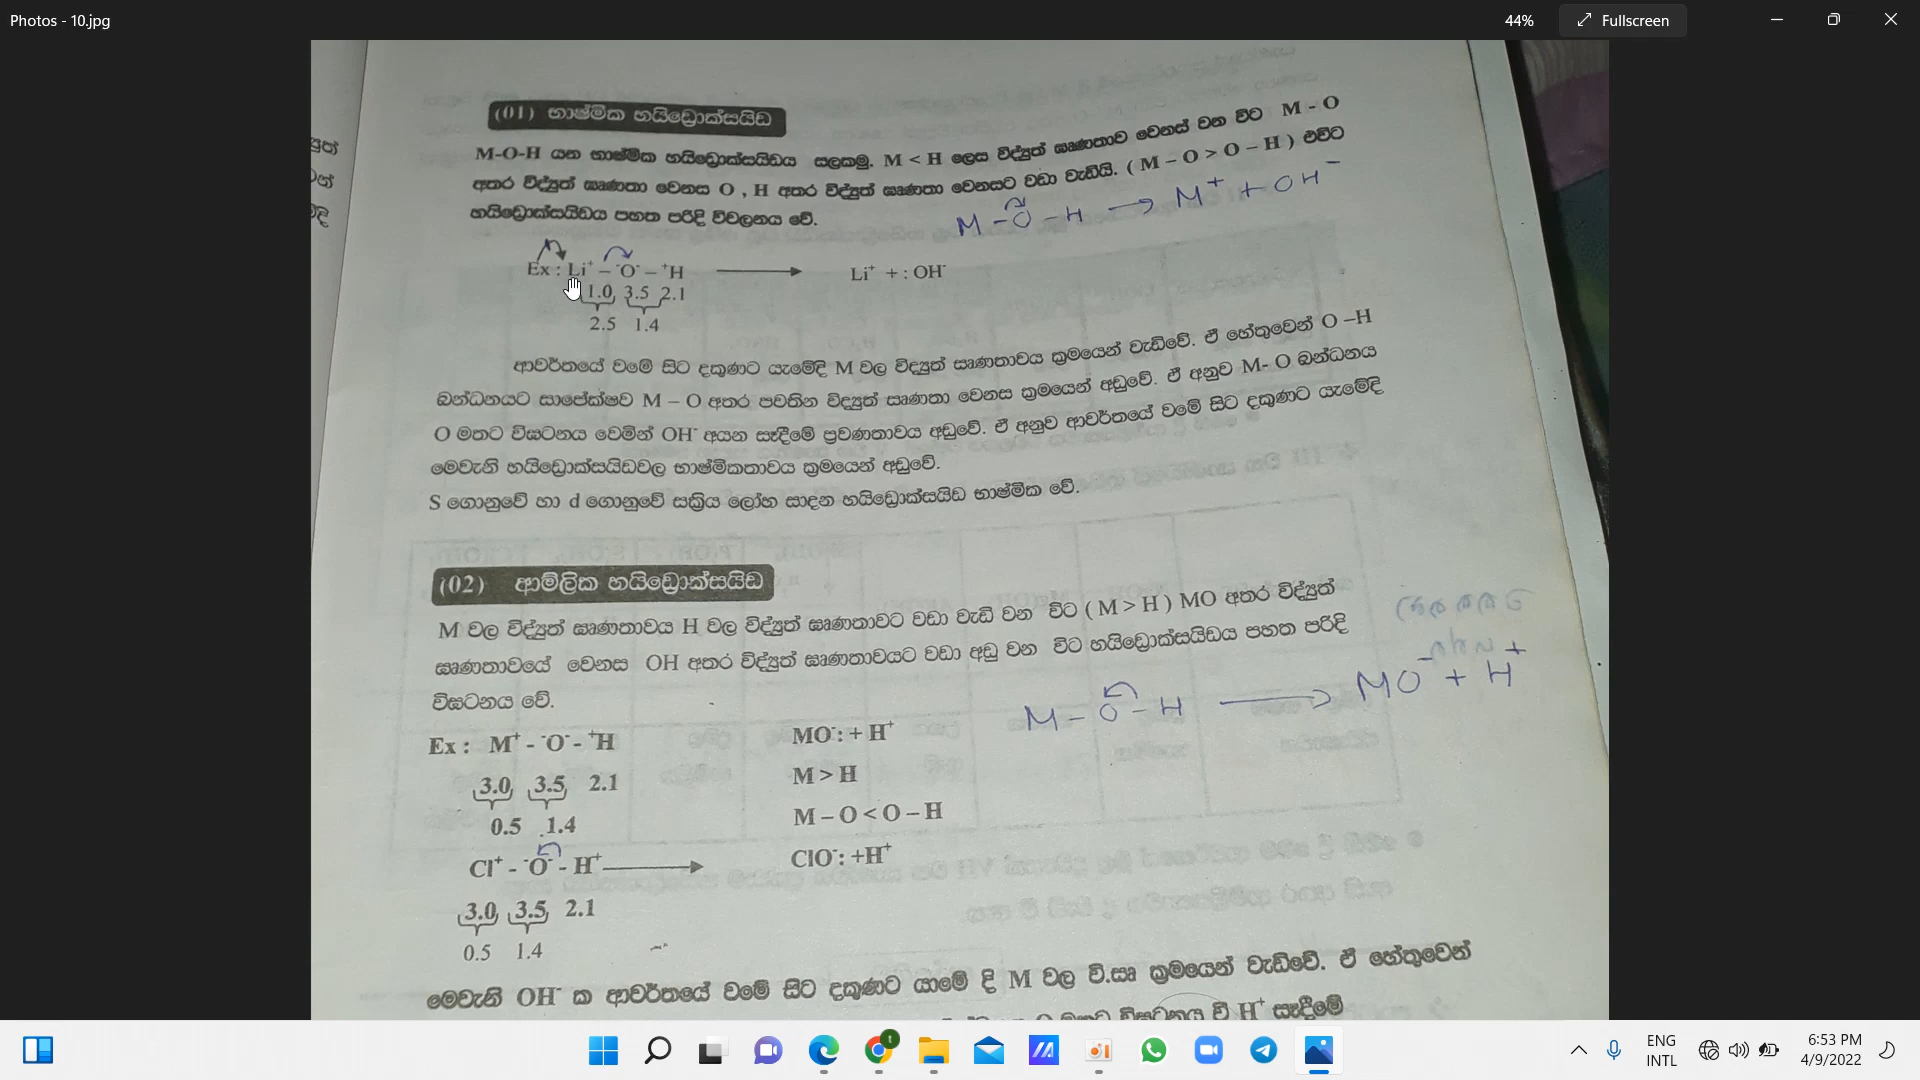 Photos - 10.jpg
44%
Fullscreen
(01) භාෂ්මික හයිඩ්‍රොක්සයිඩ
M-O-H යන භාෂ්මික හයිඩ්‍රොක්සයිඩය සලකමු. M < H ලෙස විද්‍යුත් ඍණතාව වෙනස් වන විට M - O
අතර විද්‍යුත් ඍණතා වෙනස O , H අතර විද්‍යුත් ඍණතා වෙනසට වඩා වැඩියි. ( M – O > O – H ) එවිට
හයිඩ්‍රොක්සයිඩය පහත පරිදි විචලනය වේ.
M - O - H → M⁺ + OH⁻
Ex : Li⁺ – ⁻O⁻ – ⁺H → Li⁺ + : OH⁻
1.0 3.5 2.1
2.5 1.4
ආවර්තයේ වමේ සිට දකුණට යැමේදි M වල විද්‍යුත් ඍණතාවය ක්‍රමයෙන් වැඩිවේ. ඒ හේතුවෙන් O –H
බන්ධනයට සාපේක්ෂව M – O අතර පවතින විද්‍යුත් ඍණතා වෙනස ක්‍රමයෙන් අඩුවේ. ඒ අනුව M- O බන්ධනය
O මතට විඝටනය වෙමින් OH⁻ අයන සෑදීමේ ප්‍රවණතාවය අඩුවේ. ඒ අනුව ආවර්තයේ වමේ සිට දකුණට යැමේදි
මෙවැනි හයිඩ්‍රොක්සයිඩවල භාෂ්මිකතාවය ක්‍රමයෙන් අඩුවේ.
S ගොනුවේ හා d ගොනුවේ සක්‍රිය ලෝහ සාදන හයිඩ්‍රොක්සයිඩ භාෂ්මික වේ.
(02) ආම්ලික හයිඩ්‍රොක්සයිඩ
M වල විද්‍යුත් ඍණතාවය H වල විද්‍යුත් ඍණතාවට වඩා වැඩි වන විට ( M > H ) MO අතර විද්‍යුත්
ඍණතාවයේ වෙනස OH අතර විද්‍යුත් ඍණතාවයට වඩා අඩු වන විට හයිඩ්‍රොක්සයිඩය පහත පරිදි
විඝටනය වේ.
M - O - H → MO⁻ + H⁺
Ex : M⁺ - ⁻O⁻ - ⁺H MO⁻: + H⁺
3.0 3.5 2.1 M > H
0.5 1.4 M – O < O – H
Cl⁺ - ⁻O⁻ - H⁺ → ClO⁻: +H⁺
3.0 3.5 2.1
0.5 1.4
මෙවැනි OH⁻ ක ආවර්තයේ වමේ සිට දකුණට යාමේ දි M වල වි.ඍ ක්‍රමයෙන් වැඩිවේ. ඒ හේතුවෙන්
විඝටනය වී H⁺ සෑදීමේ
ENG
INTL
6:53 PM
4/9/2022